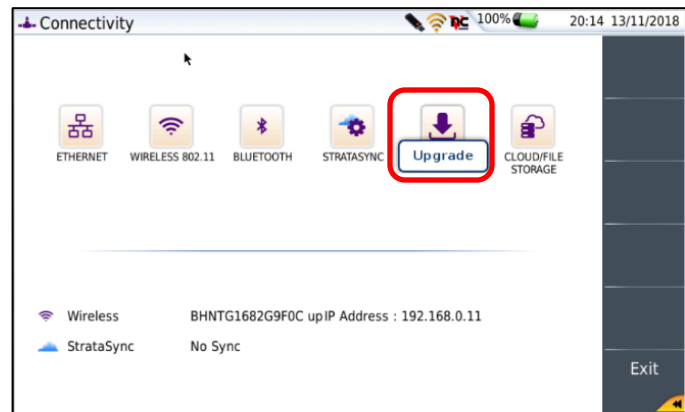 Connectivity
100%
20:14 13/11/2018
ETHERNET
WIRELESS 802.11
BLUETOOTH
STRATASYNC
Upgrade
CLOUD/FILE
STORAGE
Wireless BHNTG1682G9F0C upIP Address : 192.168.0.11
StrataSync No Sync
Exit